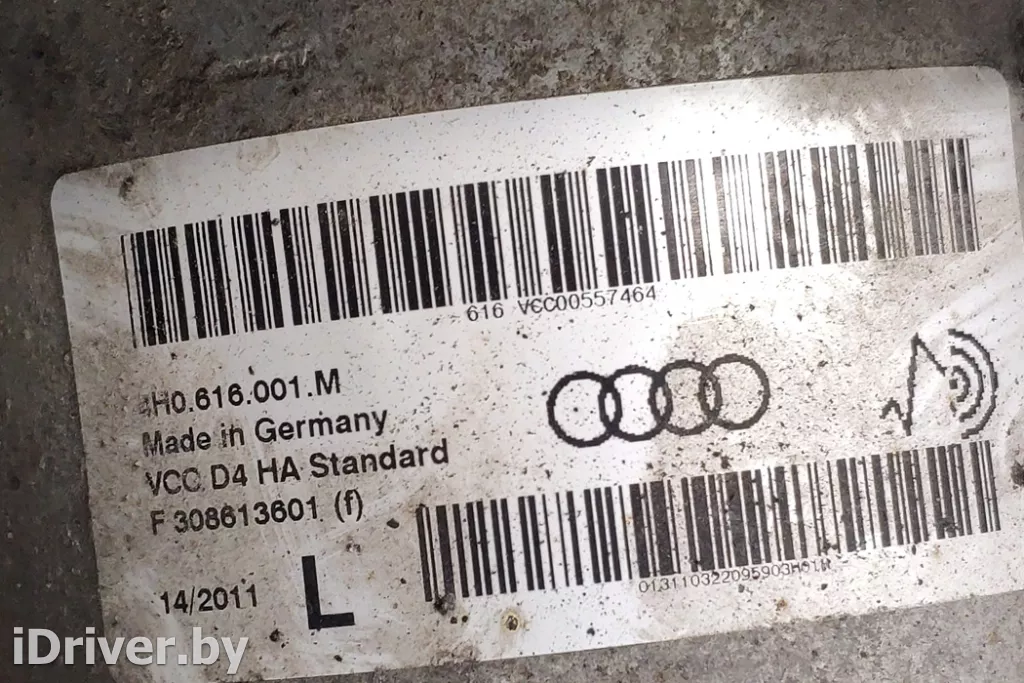 616 VCC00557464
4H0.616.001.M
Made in Germany
VCC D4 HA Standard
F 308613601 (f)
14/2011
L
iDriver.by